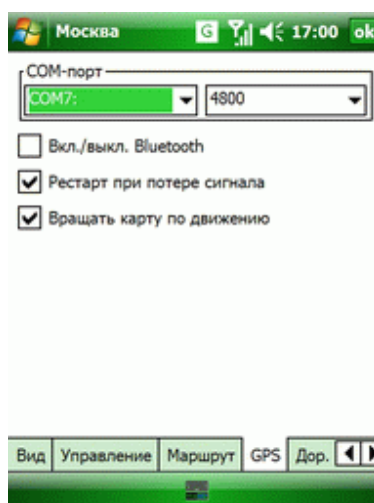 Москва G 17:00 ok
COM-порт
COM7: 4800
Вкл./выкл. Bluetooth
Рестарт при потере сигнала
Вращать карту по движению
Вид Управление Маршрут GPS Дор.